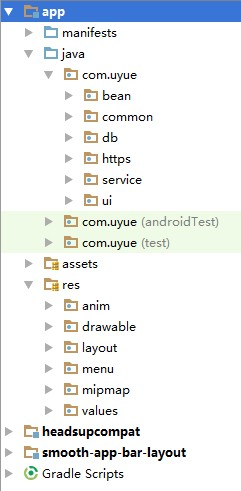 app
manifests
java
com.uyue
bean
common
db
https
service
ui
com.uyue (androidTest)
com.uyue (test)
assets
res
anim
drawable
layout
menu
mipmap
values
headsupcompat
smooth-app-bar-layout
Gradle Scripts